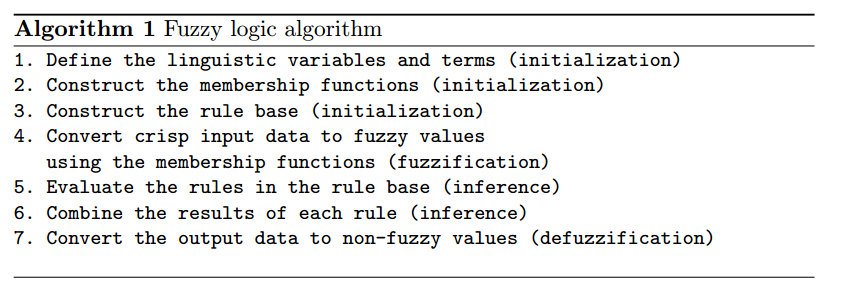 Algorithm 1 Fuzzy logic algorithm
1. Define the linguistic variables and terms (initialization)
2. Construct the membership functions (initialization)
3. Construct the rule base (initialization)
4. Convert crisp input data to fuzzy values
using the membership functions (fuzzification)
5. Evaluate the rules in the rule base (inference)
6. Combine the results of each rule (inference)
7. Convert the output data to non-fuzzy values (defuzzification)